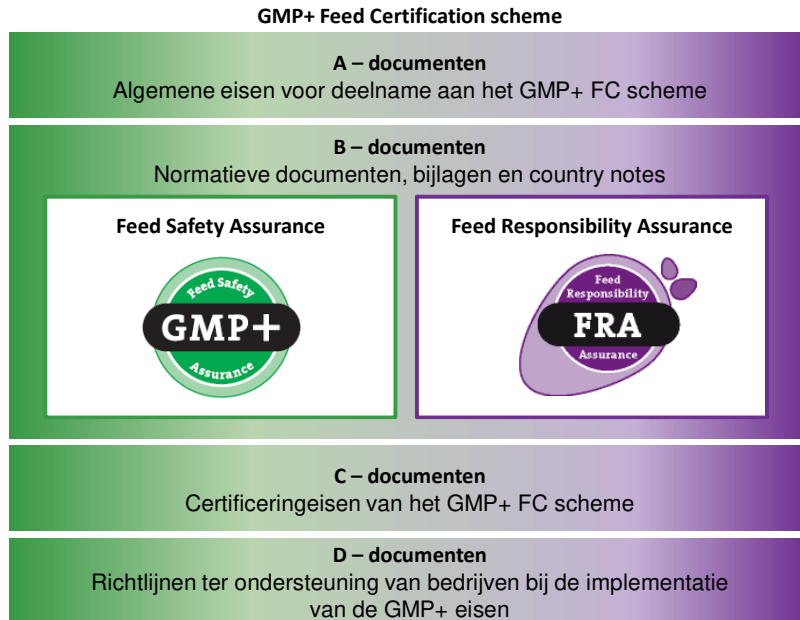 GMP+ Feed Certification scheme
A – documenten
Algemene eisen voor deelname aan het GMP+ FC scheme
B – documenten
Normatieve documenten, bijlagen en country notes
Feed Safety Assurance
Feed Safety
GMP+
Assurance
Feed Responsibility Assurance
Feed
Responsibility
FRA
Assurance
C – documenten
Certificeringeisen van het GMP+ FC scheme
D – documenten
Richtlijnen ter ondersteuning van bedrijven bij de implementatie
van de GMP+ eisen